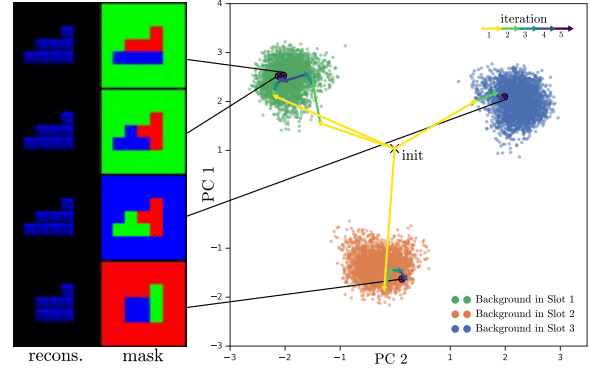 iteration
1 2 3 4 5
4
3
2
1
−1
−2
−3
PC 1
init
Background in Slot 1
Background in Slot 2
Background in Slot 3
−3 −2 −1 1 2 3
PC 2
recons. mask